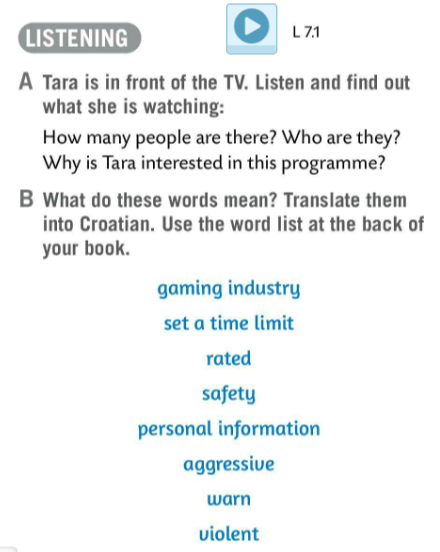 LISTENING
L 7.1
A Tara is in front of the TV. Listen and find out
what she is watching:
How many people are there? Who are they?
Why is Tara interested in this programme?
B What do these words mean? Translate them
into Croatian. Use the word list at the back of
your book.
gaming industry
set a time limit
rated
safety
personal information
aggressive
warn
violent